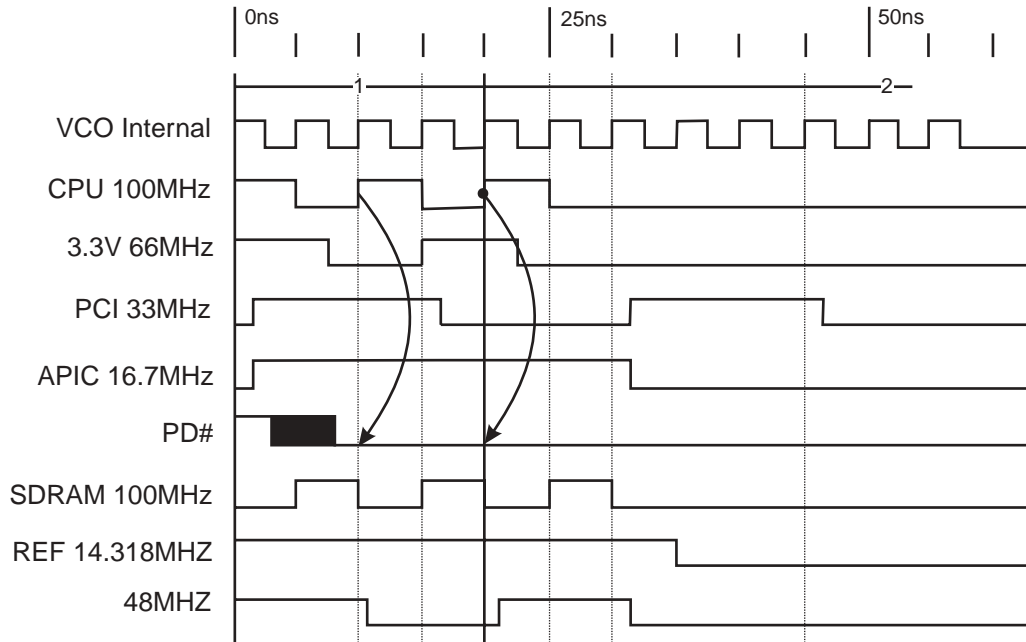 0ns 25ns 50ns
1 2
VCO Internal
CPU 100MHz
3.3V 66MHz
PCI 33MHz
APIC 16.7MHz
PD#
SDRAM 100MHz
REF 14.318MHZ
48MHZ